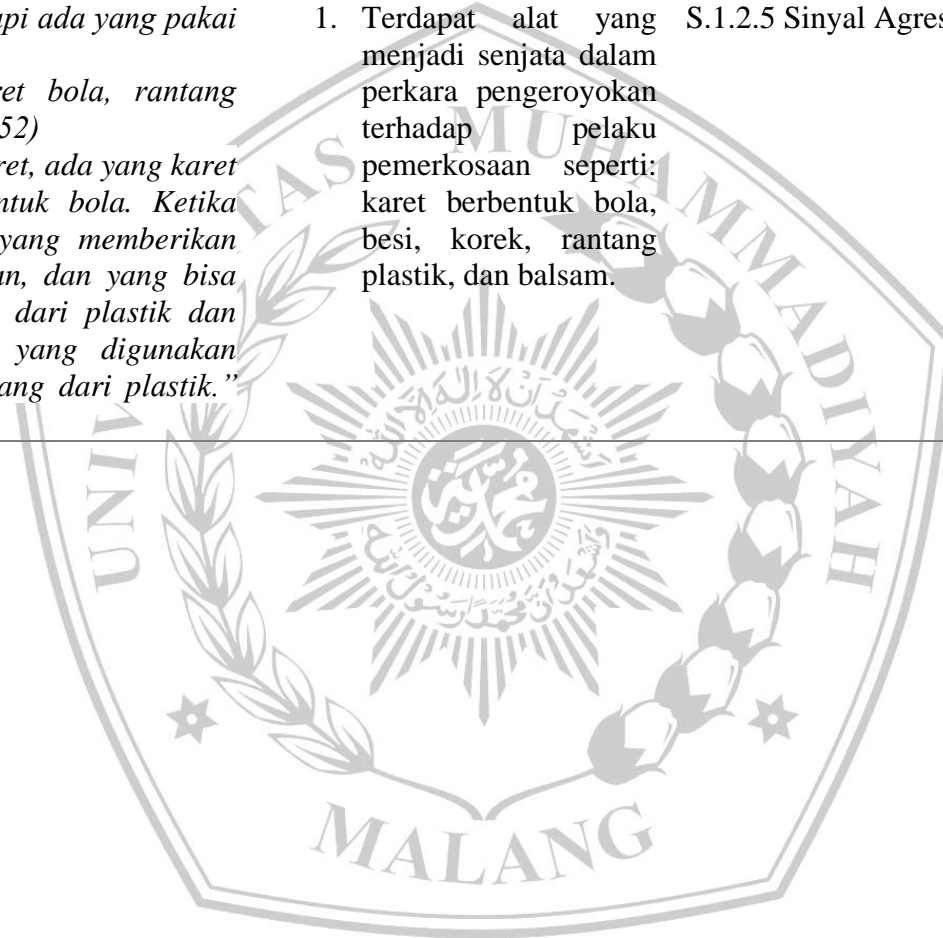 api ada yang pakai
ret bola, rantang
52)
ret, ada yang karet
ntuk bola. Ketika
yang memberikan
an, dan yang bisa
dari plastik dan
yang digunakan
ang dari plastik.”
1. Terdapat alat yang
menjadi senjata dalam
perkara pengeroyokan
terhadap pelaku
pemerkosaan seperti:
karet berbentuk bola,
besi, korek, rantang
plastik, dan balsam.
S.1.2.5 Sinyal Agres
MUHAMMADIYAH
MALANG